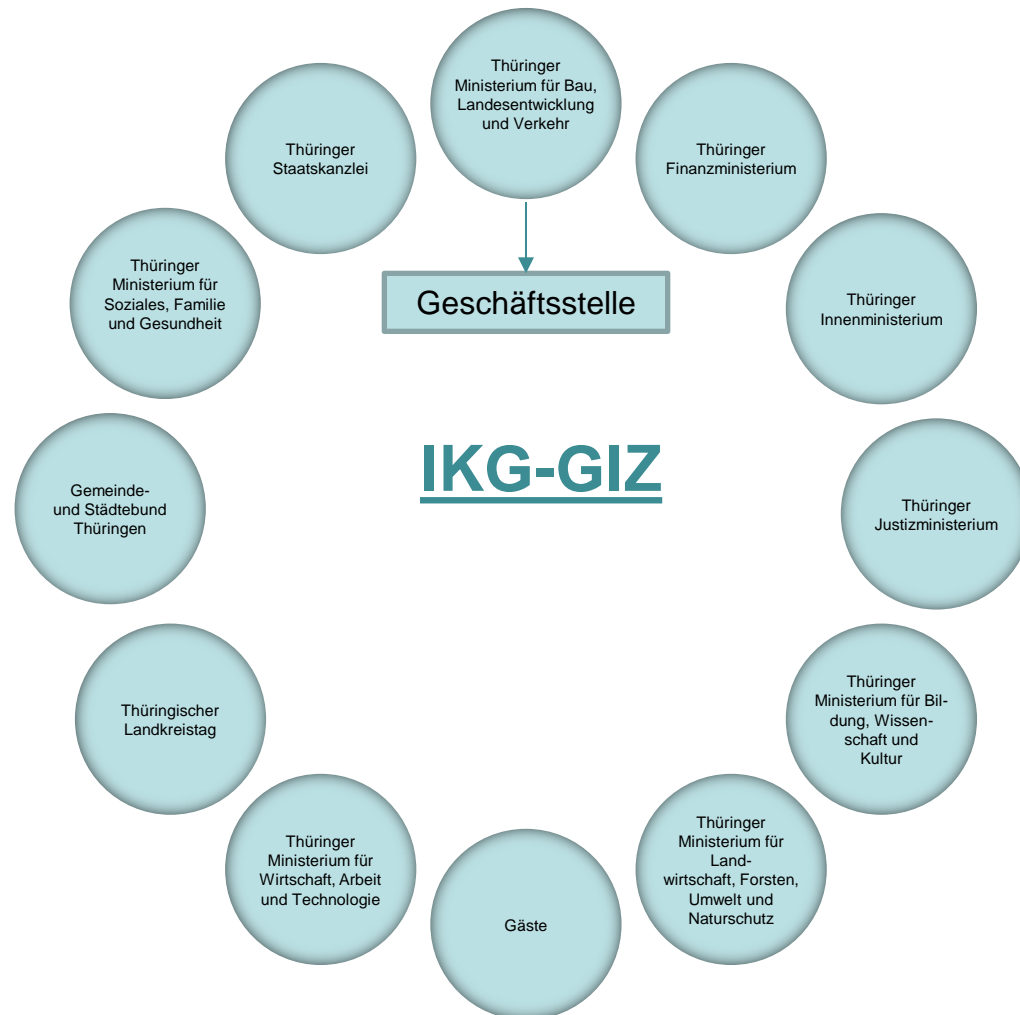 Thüringer
Ministerium für Bau,
Landesentwicklung
und Verkehr
Thüringer
Staatskanzlei
Thüringer
Finanzministerium
Thüringer
Ministerium für
Soziales, Familie
und Gesundheit
Geschäftsstelle
Thüringer
Innenministerium
IKG-GIZ
Gemeinde-
und Städtebund
Thüringen
Thüringer
Justizministerium
Thüringischer
Landkreistag
Thüringer
Ministerium für Bil-
dung, Wissen-
schaft und
Kultur
Thüringer
Ministerium für
Wirtschaft, Arbeit
und Technologie
Gäste
Thüringer
Ministerium für
Land-
wirtschaft, Forsten,
Umwelt und
Naturschutz